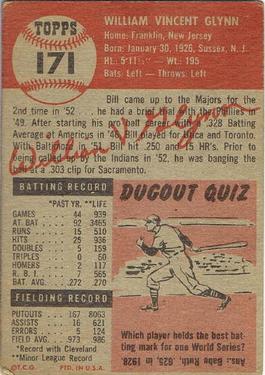 TOPPS
171
WILLIAM VINCENT GLYNN
Home: Franklin, New Jersey
Born: January 30, 1926, Sussex, N. J.
Ht.: 5'11½" —Wt.: 195
Bats: Left - Throws: Left
Bill came up to the Majors for the
2nd time in '52 . . . he had a brief trial with the Phillies in
'49. After starting his pro ball career with a .328 Batting
Average at Americus in '46, Bill played for Utica and Toronto.
With Baltimore in '51, Bill hit .250 and 15 HR's. Prior to being
called up by the Indians in '52, he was banging the
ball at a .303 clip for Sacramento.
William V. Glynn
BATTING RECORD
*PAST YR. **LIFE
GAMES 44 939
AT BAT 92 3465
RUNS 15 510
HITS 25 936
DOUBLES 5 159
TRIPLES 0 60
HOMERS 2 117
R. B. I. 7 565
BAT. AVG. .272 .270
FIELDING RECORD
PUTOUTS 167 8063
ASSISTS 16 621
ERRORS 5 124
FIELD AVG. .973 .986
*Record with Cleveland
**Minor League Record
©T.C.G. PTD. IN U.S.A.
DUGOUT QUIZ
Which player holds the best bat-
ting mark for one World Series?
Ans.: Babe Ruth, .625, in 1928